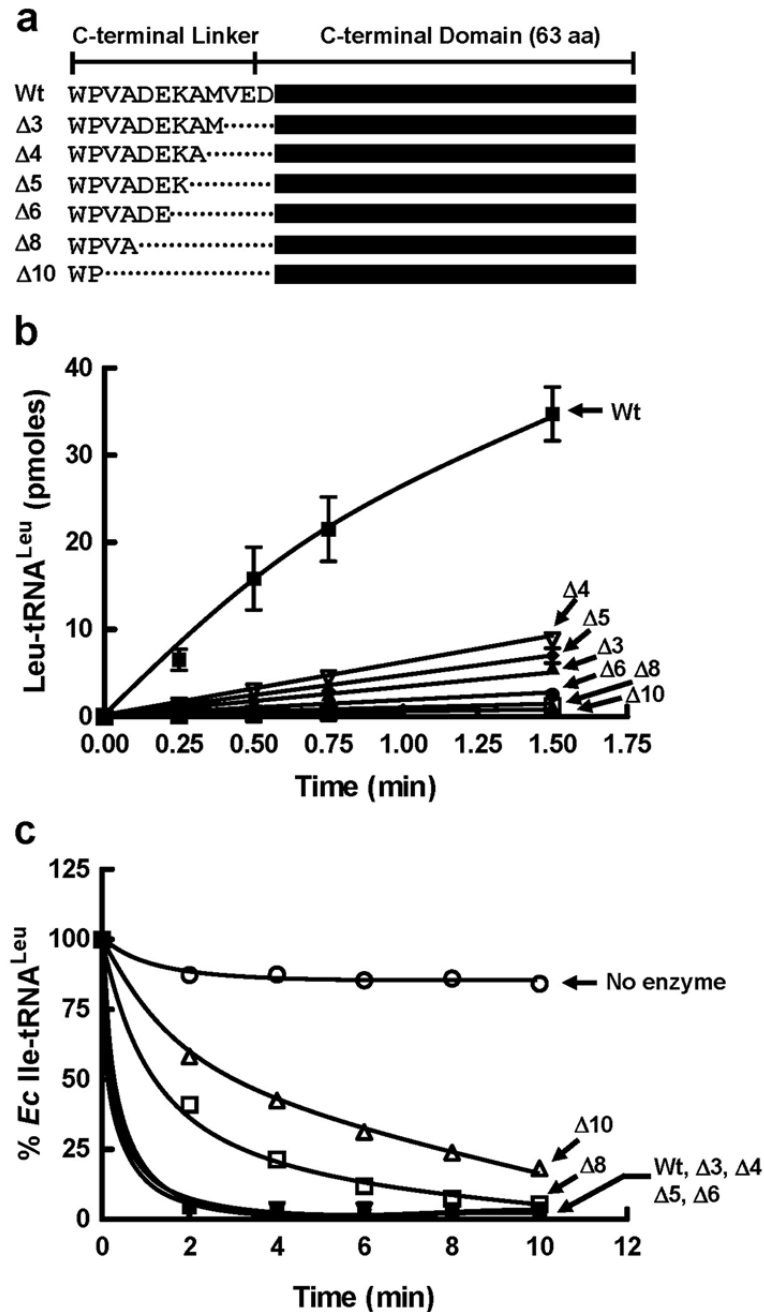 a
C-terminal Linker C-terminal Domain (63 aa)
Wt WPVADEKAMVED
Δ3 WPVADEKAM
Δ4 WPVADEKA
Δ5 WPVADEK
Δ6 WPVADE
Δ8 WPVA
Δ10 WP
b
Leu-tRNA^Leu (pmoles)
40
30
20
10
0
Wt
Δ4
Δ5
Δ3
Δ6
Δ8
Δ10
0.00 0.25 0.50 0.75 1.00 1.25 1.50 1.75
Time (min)
c
% Ec Ile-tRNA^Leu
125
100
75
50
25
0
No enzyme
Δ10
Δ8
Wt, Δ3, Δ4
Δ5, Δ6
0 2 4 6 8 10 12
Time (min)